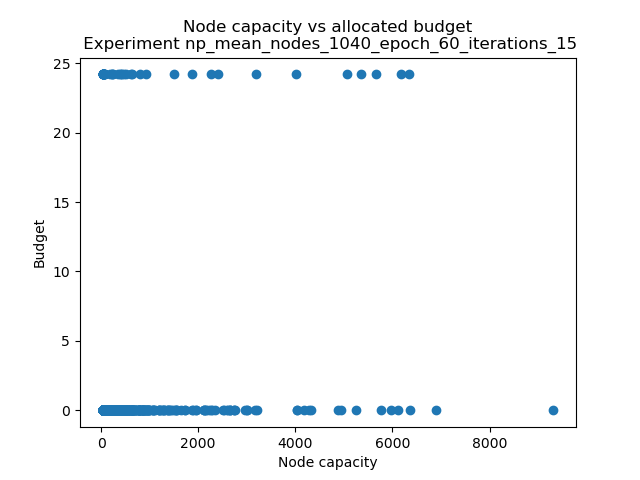 Node capacity vs allocated budget
Experiment np_mean_nodes_1040_epoch_60_iterations_15
25
20
15
10
5
0
Budget
0 2000 4000 6000 8000
Node capacity